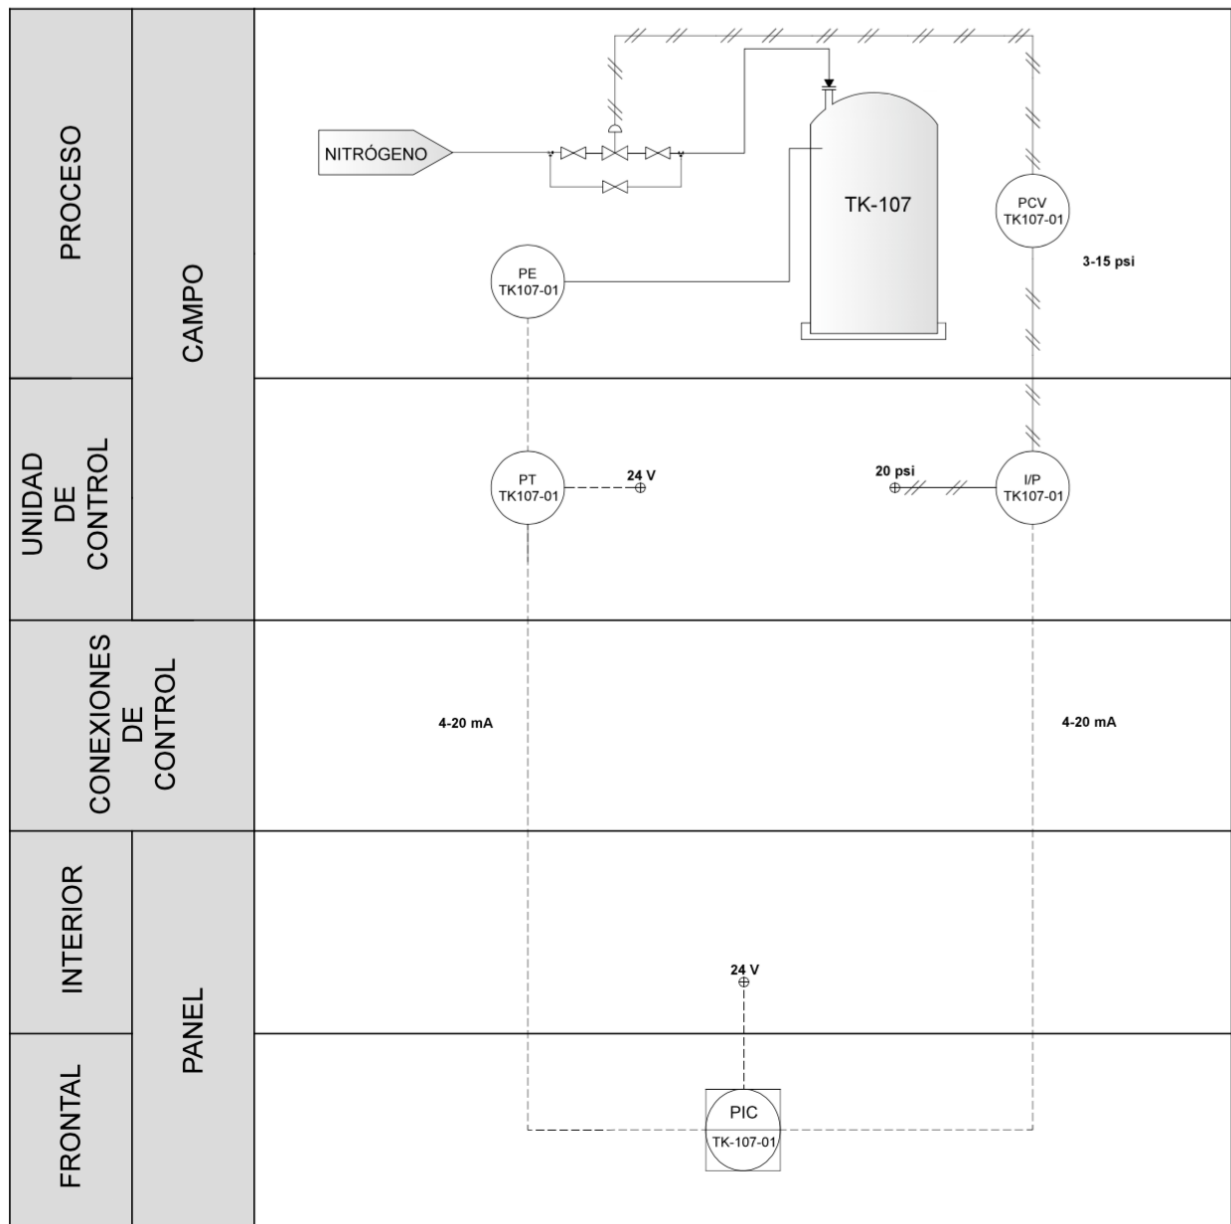 PROCESO
CAMPO
NITRÓGENO
TK-107
PCV
TK107-01
3-15 psi
PE
TK107-01
UNIDAD
DE
CONTROL
PT
TK107-01
24 V
20 psi
I/P
TK107-01
CONEXIONES
DE
CONTROL
4-20 mA
4-20 mA
INTERIOR
PANEL
24 V
FRONTAL
PIC
TK-107-01